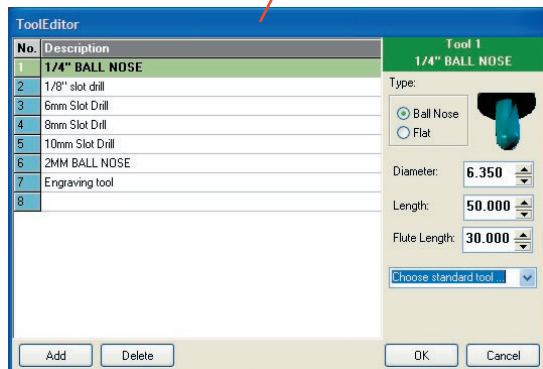 ToolEditor
No. Description
1 1/4" BALL NOSE
2 1/8" slot drill
3 6mm Slot Drill
4 8mm Slot Drll
5 10mm Slot Drll
6 2MM BALL NOSE
7 Engraving tool
8
Tool 1
1/4" BALL NOSE
Type:
Ball Nose
Flat
Diameter: 6.350
Length: 50.000
Flute Length: 30.000
Choose standard tool ...
Add Delete OK Cancel